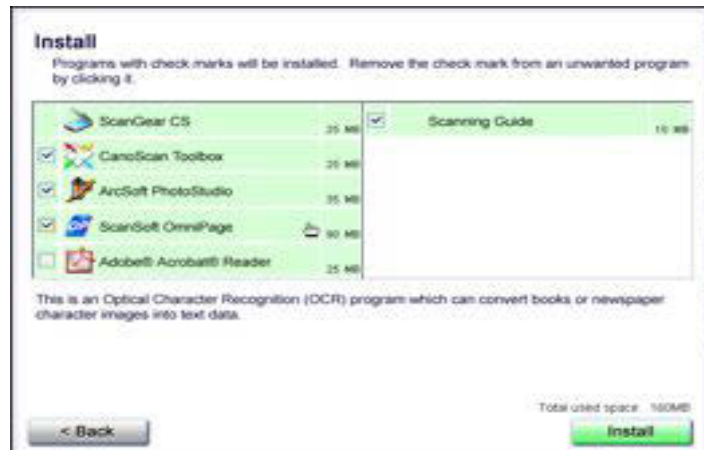 Install
Programs with check marks will be installed. Remove the check mark from an unwanted program
by clicking it.
ScanGear CS
25 MB
Scanning Guide
10 MB
CanoScan Toolbox
20 MB
ArcSoft PhotoStudio
35 MB
ScanSoft OmniPage
90 MB
Adobe® Acrobat® Reader
25 MB
This is an Optical Character Recognition (OCR) program which can convert books or newspaper
character images into text data.
Total used space
< Back
Install